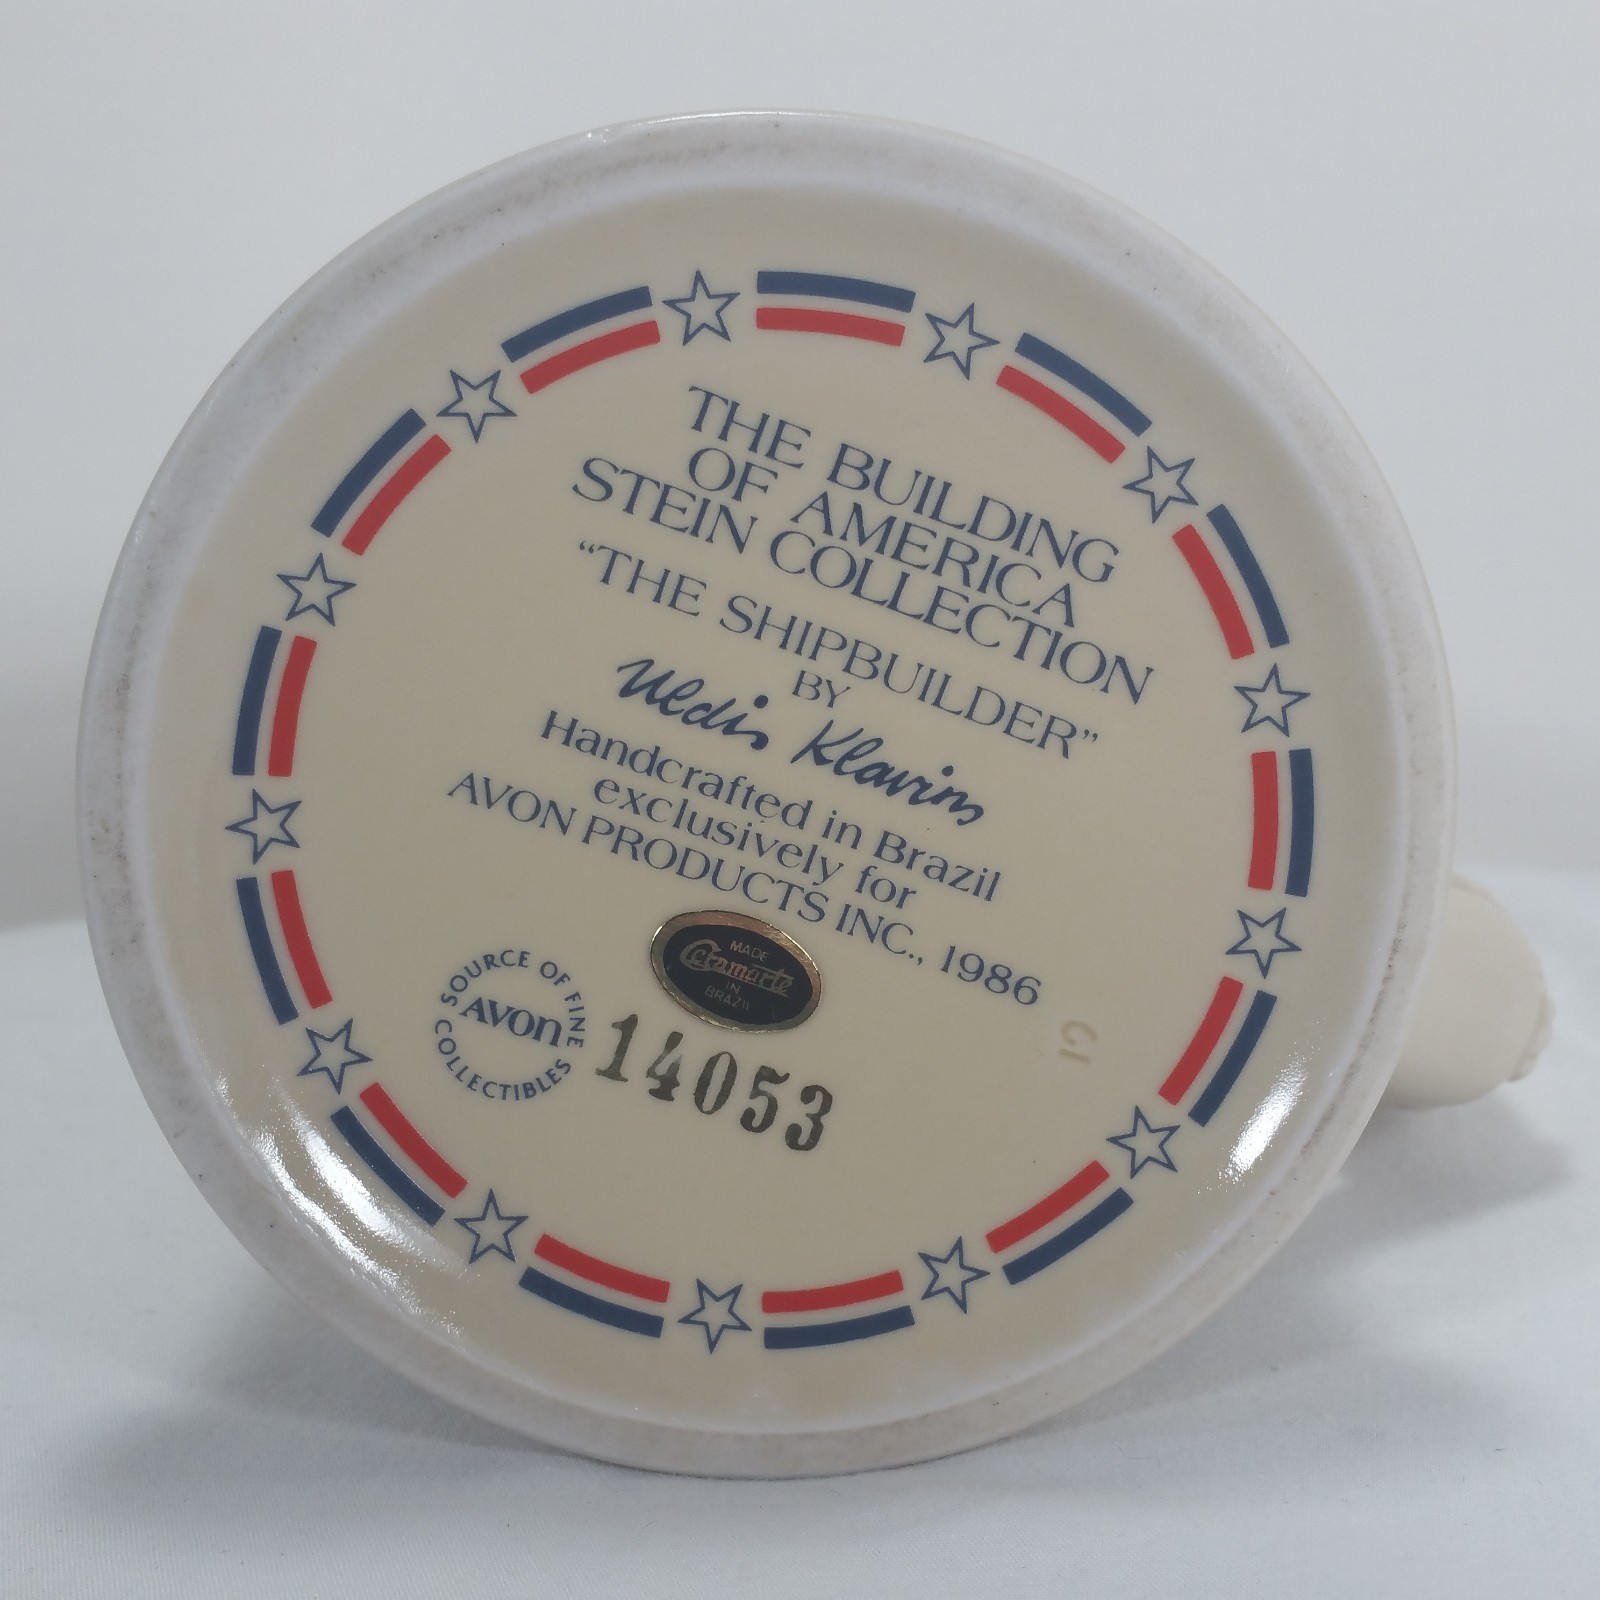 THE BUILDING
OF AMERICA
STEIN COLLECTION
“THE SHIPBUILDER”
BY
Uldis Klavins
Handcrafted in Brazil
exclusively for
AVON PRODUCTS INC., 1986
MADE
Ceramarte
IN
BRAZIL
SOURCE OF FINE
AVON
COLLECTIBLES
14053